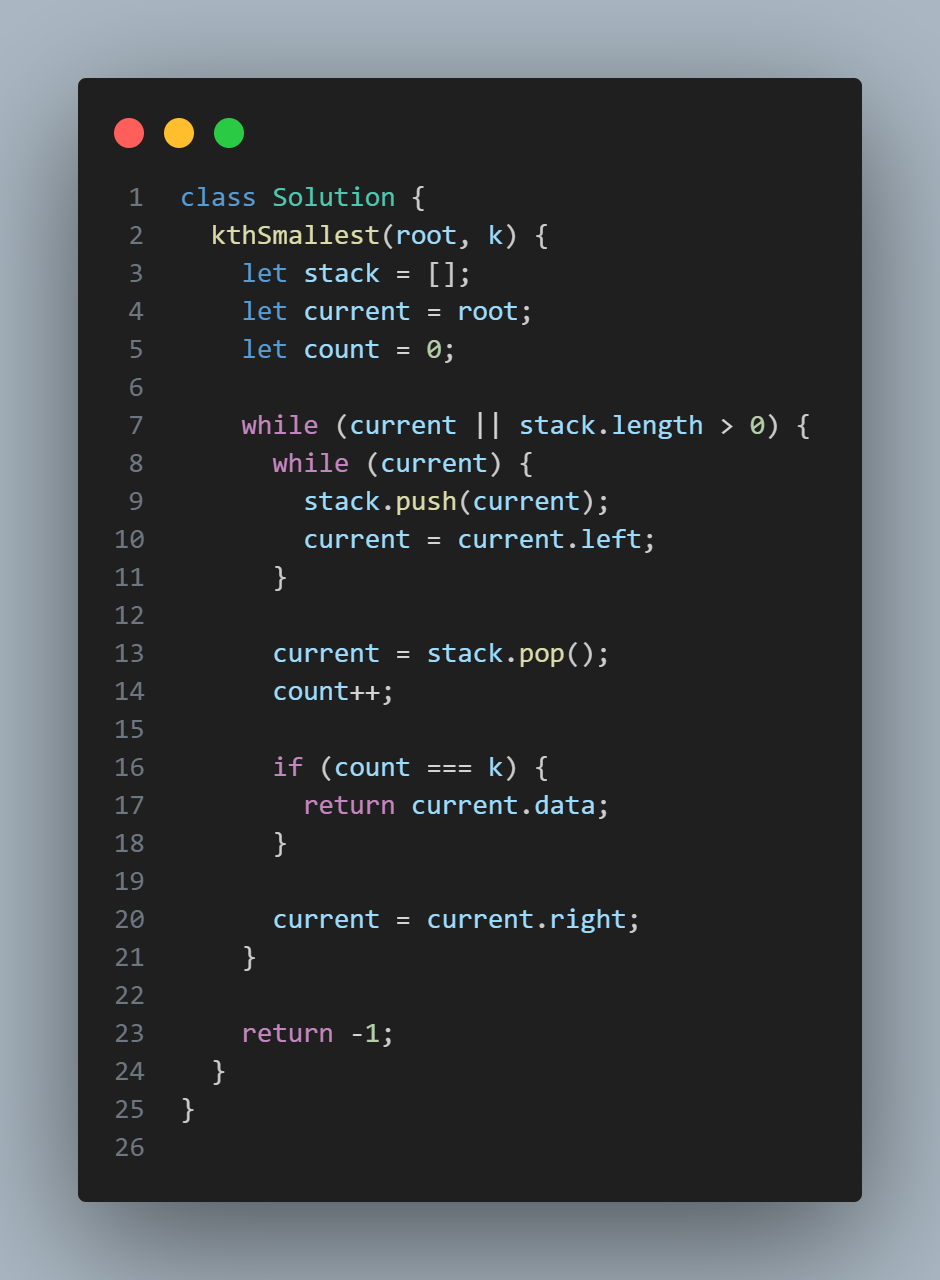 1 class Solution {
2   kthSmallest(root, k) {
3     let stack = [];
4     let current = root;
5     let count = 0;
6
7     while (current || stack.length > 0) {
8       while (current) {
9         stack.push(current);
10         current = current.left;
11       }
12
13       current = stack.pop();
14       count++;
15
16       if (count === k) {
17         return current.data;
18       }
19
20       current = current.right;
21     }
22
23     return -1;
24   }
25 }
26